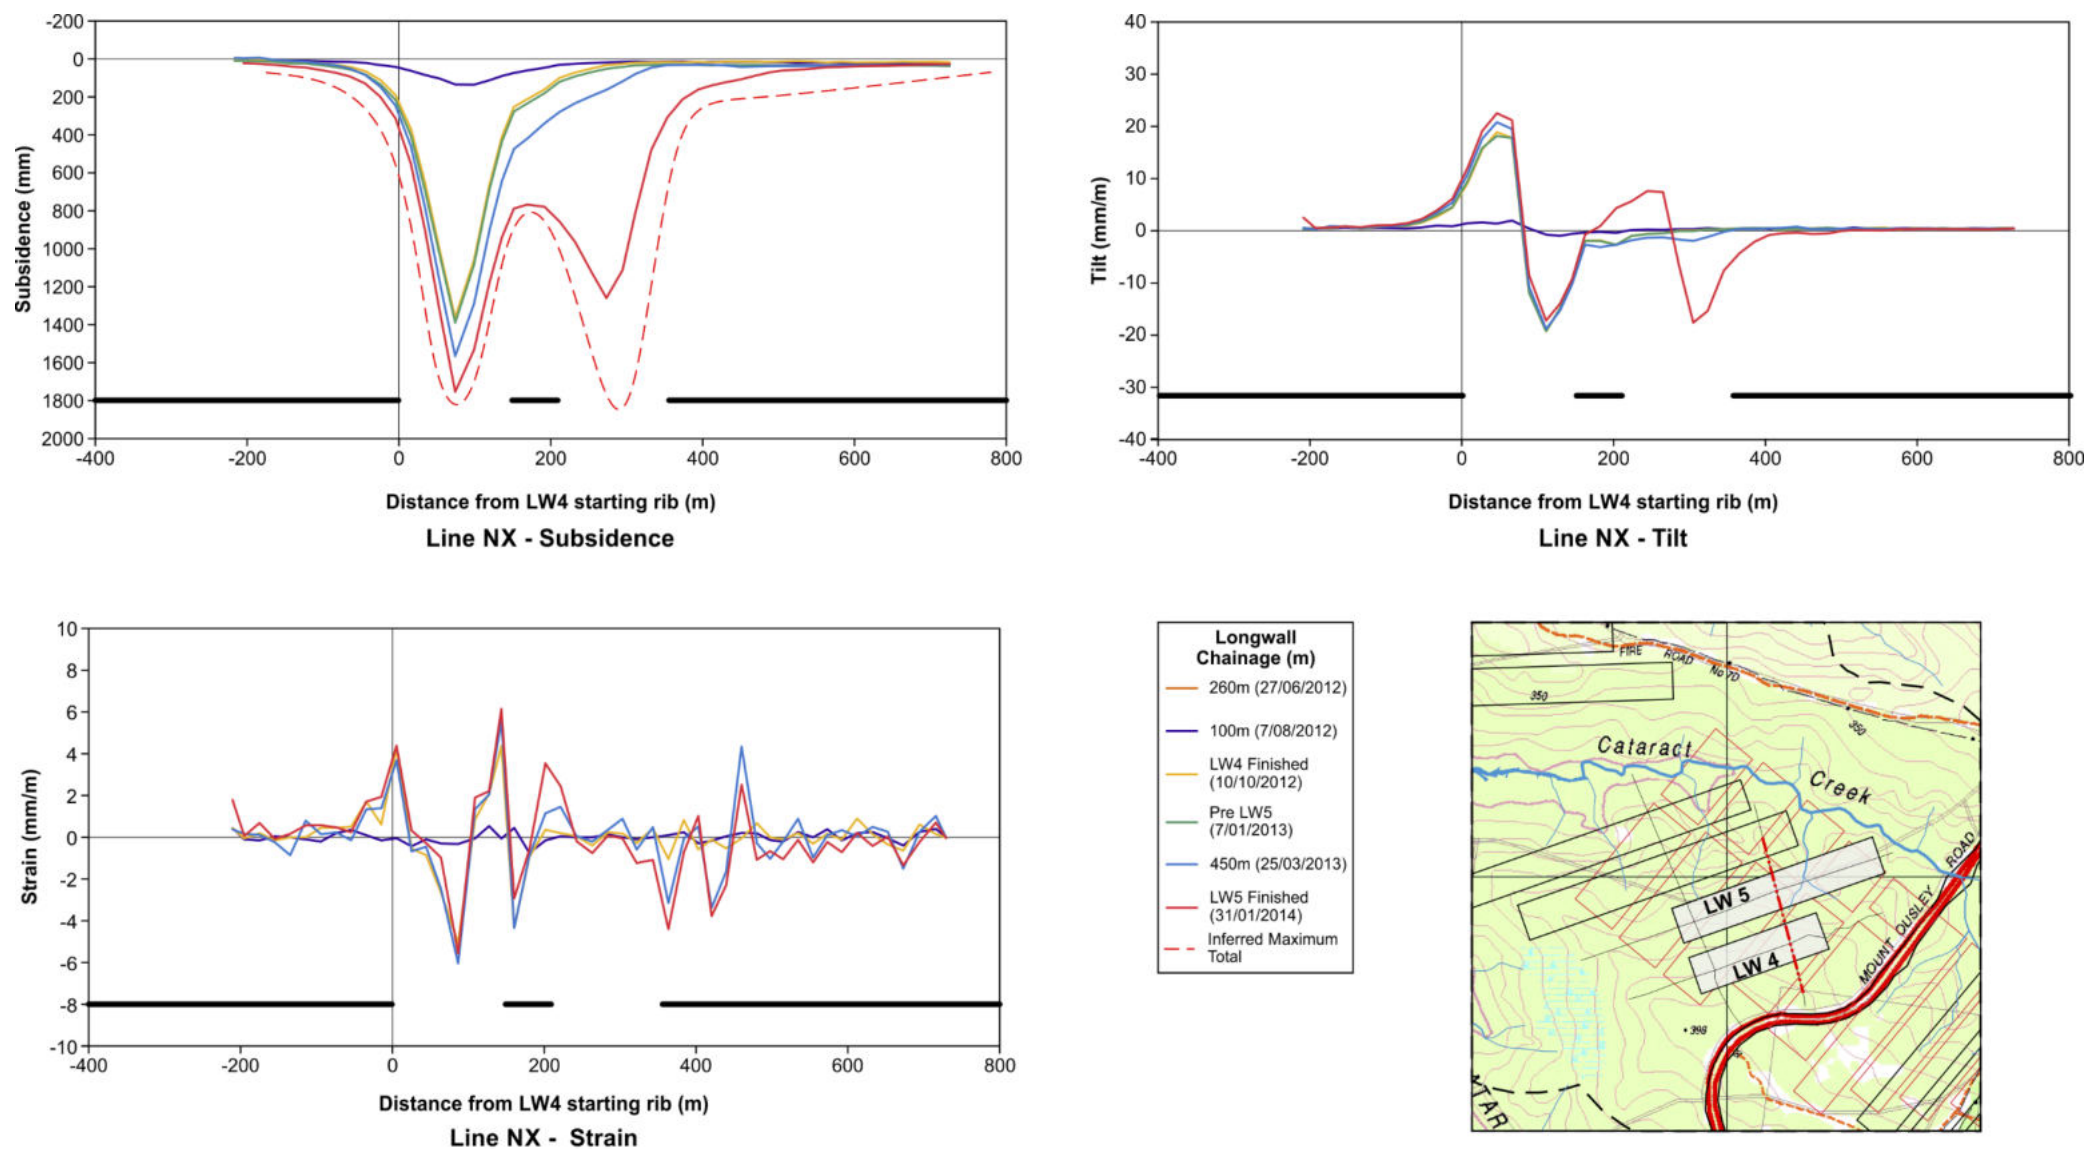 -200
0
200
400
600
800
1000
1200
1400
1600
1800
2000
Subsidence (mm)
-400 -200 0 200 400 600 800
Distance from LW4 starting rib (m)
Line NX - Subsidence
40
30
20
10
0
-10
-20
-30
-40
Tilt (mm/m)
-400 -200 0 200 400 600 800
Distance from LW4 starting rib (m)
Line NX - Tilt
10
8
6
4
2
0
-2
-4
-6
-8
-10
Strain (mm/m)
-200 0 200 400 600 800
Distance from LW4 starting rib (m)
Line NX - Strain
Longwall
Chainage (m)
260m (27/06/2012)
100m (7/08/2012)
LW4 Finished
(10/10/2012)
Pre LW5
(7/01/2013)
450m (25/03/2013)
LW5 Finished
(31/01/2014)
Inferred Maximum
Total
FIRE ROAD No 7D
350
350
Cataract Creek
LW 5
LW 4
MOUNT OUSLEY ROAD
398